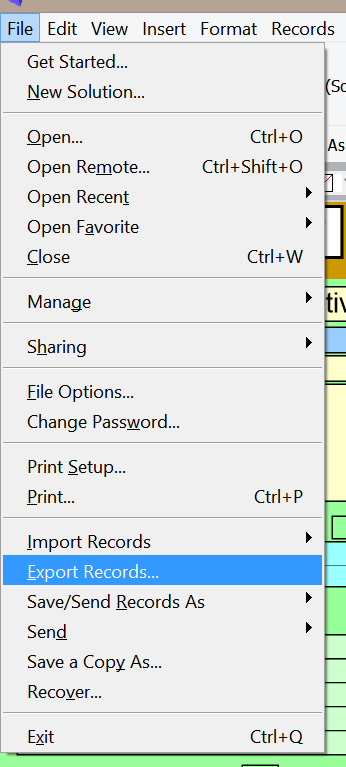 File Edit View Insert Format Records
Get Started...
New Solution...
Open... Ctrl+O
Open Remote... Ctrl+Shift+O
Open Recent
Open Favorite
Close Ctrl+W
Manage
Sharing
File Options...
Change Password...
Print Setup...
Print... Ctrl+P
Import Records
Export Records...
Save/Send Records As
Send
Save a Copy As...
Recover...
Exit Ctrl+Q